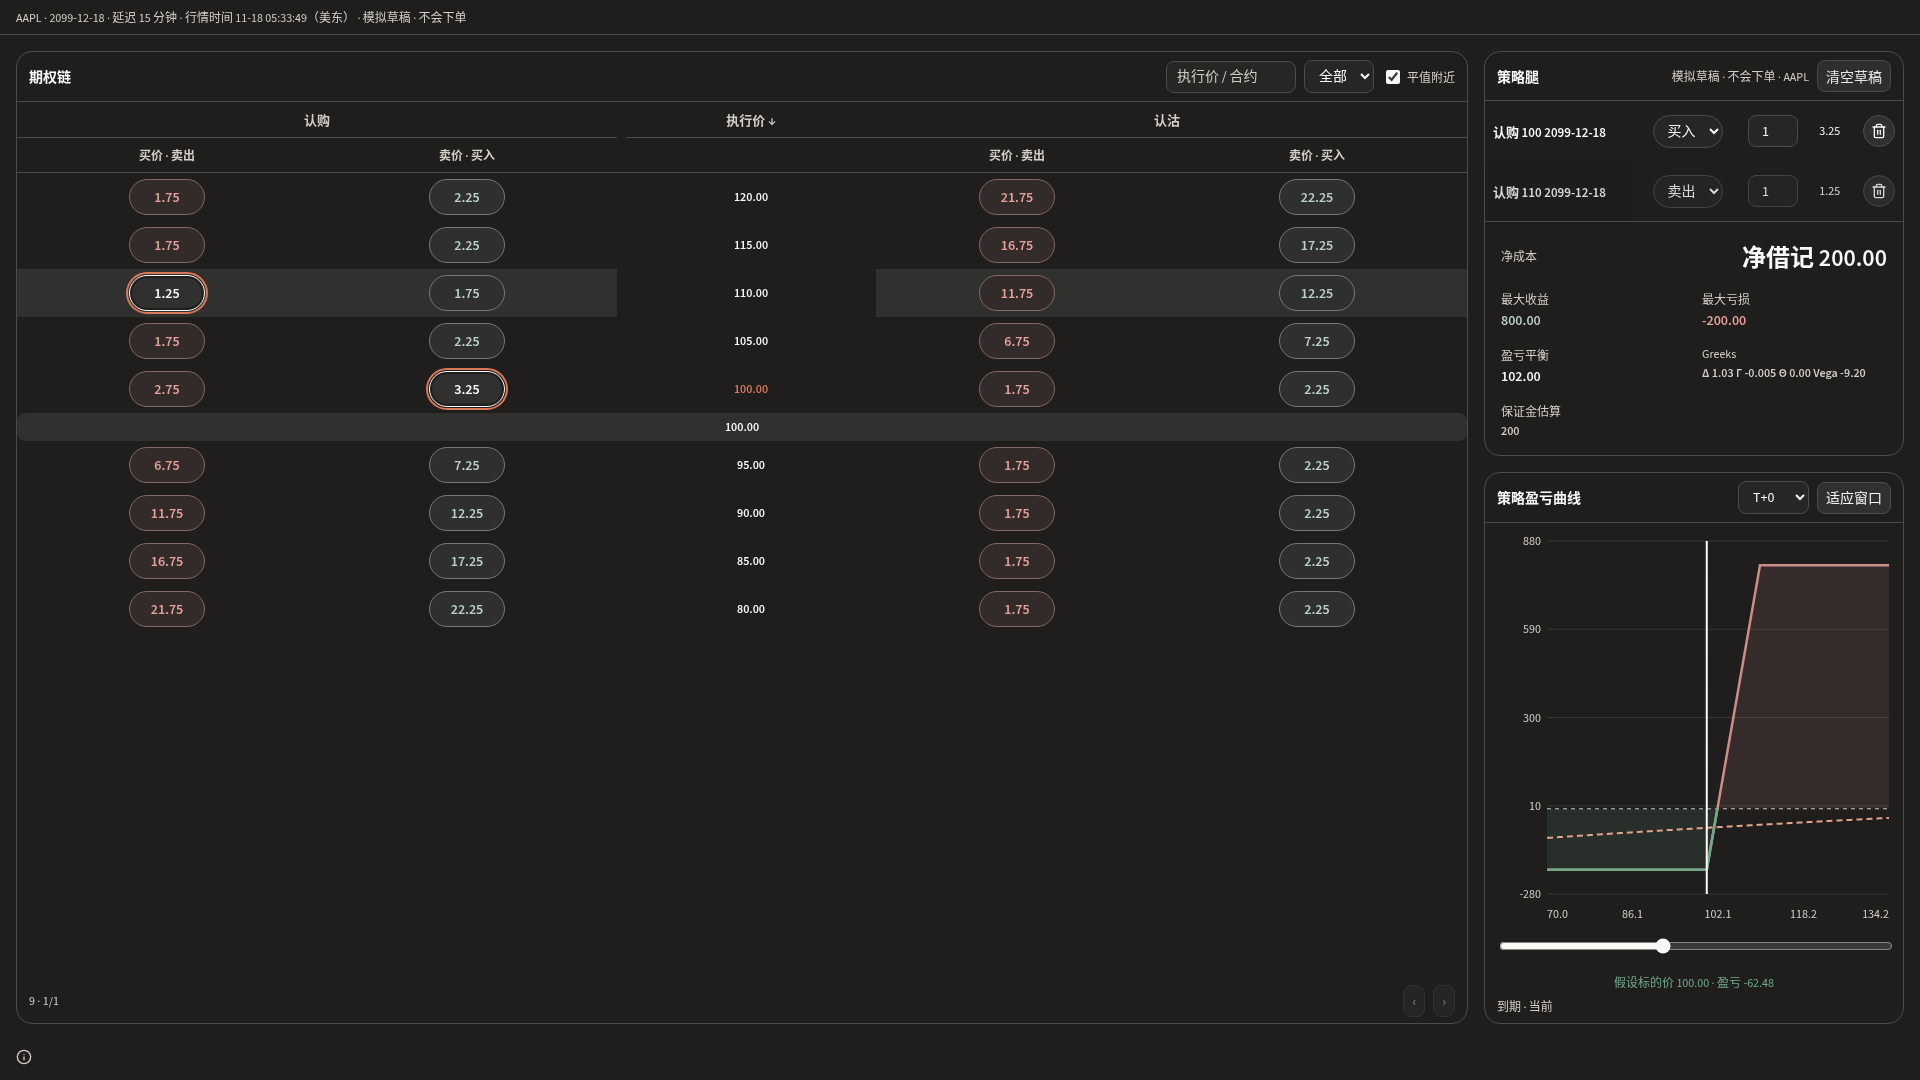 AAPL · 2099-12-18 · 延迟 15 分钟 · 行情时间 11-18 05:33:49（美东） · 模拟草稿 · 不会下单
期权链
执行价 / 合约
全部
平值附近
认购
执行价 ↓
认沽
买价 · 卖出
卖价 · 买入
买价 · 卖出
卖价 · 买入
1.75 2.25 120.00 21.75 22.25
1.75 2.25 115.00 16.75 17.25
1.25 1.75 110.00 11.75 12.25
1.75 2.25 105.00 6.75 7.25
2.75 3.25 100.00 1.75 2.25
100.00
6.75 7.25 95.00 1.75 2.25
11.75 12.25 90.00 1.75 2.25
16.75 17.25 85.00 1.75 2.25
21.75 22.25 80.00 1.75 2.25
9 · 1/1
‹ ›
策略腿
模拟草稿 · 不会下单 · AAPL
清空草稿
认购 100 2099-12-18 买入 1 3.25
认购 110 2099-12-18 卖出 1 1.25
净成本
净借记 200.00
最大收益
800.00
最大亏损
-200.00
盈亏平衡
102.00
Greeks
Δ 1.03 Γ -0.005 Θ 0.00 Vega -9.20
保证金估算
200
策略盈亏曲线
T+0
适应窗口
880
590
300
10
-280
70.0 86.1 102.1 118.2 134.2
假设标的价 100.00 · 盈亏 -62.48
到期 · 当前